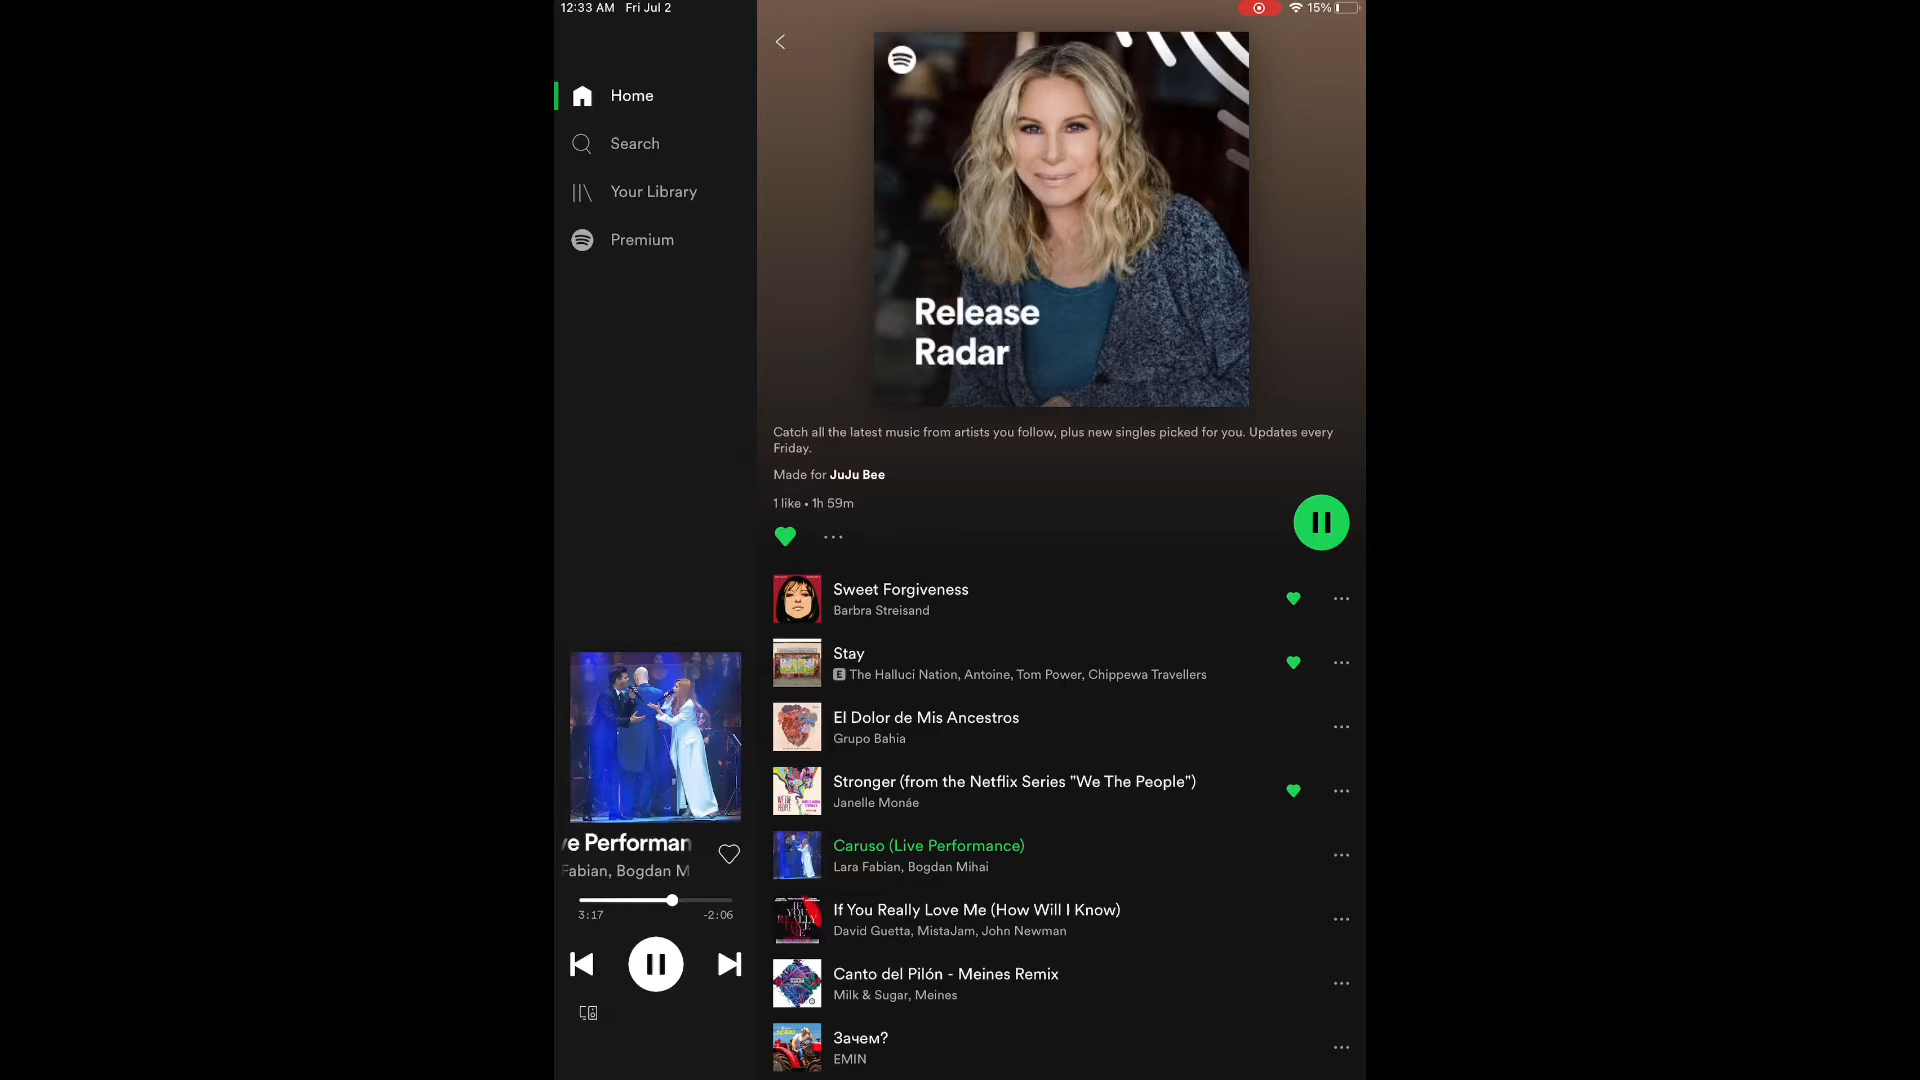 12:33 AM Fri Jul 2
15%
Home
Search
Your Library
Premium
Release
Radar
Catch all the latest music from artists you follow, plus new singles picked for you. Updates every
Friday.
Made for JuJu Bee
1 like • 1h 59m
Sweet Forgiveness
Barbra Streisand
Stay
E The Halluci Nation, Antoine, Tom Power, Chippewa Travellers
El Dolor de Mis Ancestros
Grupo Bahia
Stronger (from the Netflix Series "We The People")
Janelle Monáe
Caruso (Live Performance)
Lara Fabian, Bogdan Mihai
If You Really Love Me (How Will I Know)
David Guetta, MistaJam, John Newman
Canto del Pilón - Meines Remix
Milk & Sugar, Meines
Зачем?
EMIN
ve Performan
Fabian, Bogdan M
3:17
-2:06